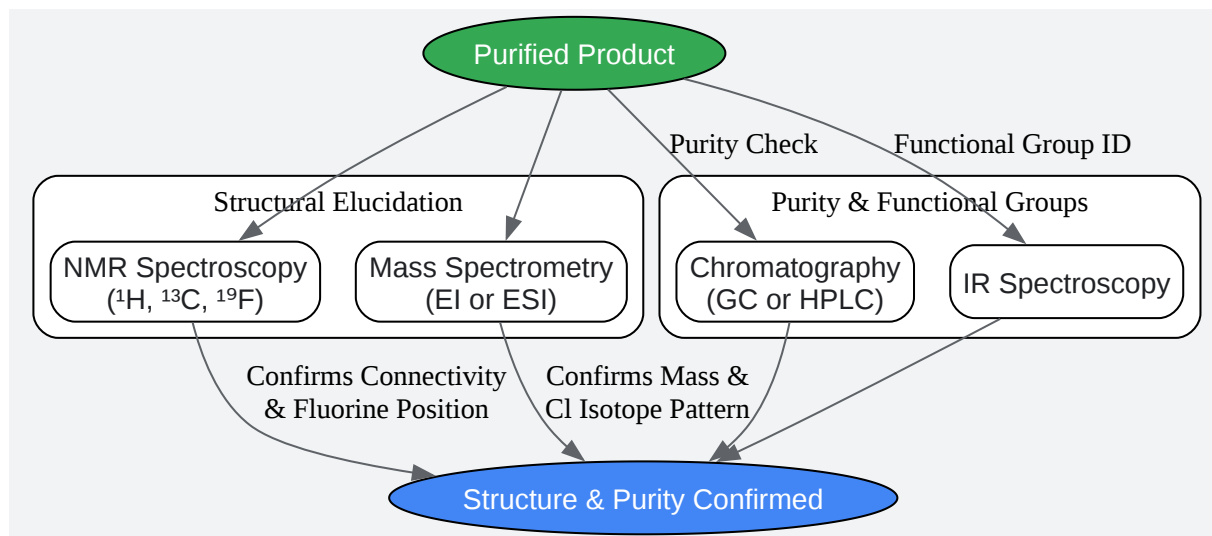 Purified Product
Purity Check
Functional Group ID
Structural Elucidation
Purity & Functional Groups
NMR Spectroscopy
(¹H, ¹³C, ¹⁹F)
Mass Spectrometry
(EI or ESI)
Chromatography
(GC or HPLC)
IR Spectroscopy
Confirms Connectivity
& Fluorine Position
Confirms Mass &
Cl Isotope Pattern
Structure & Purity Confirmed